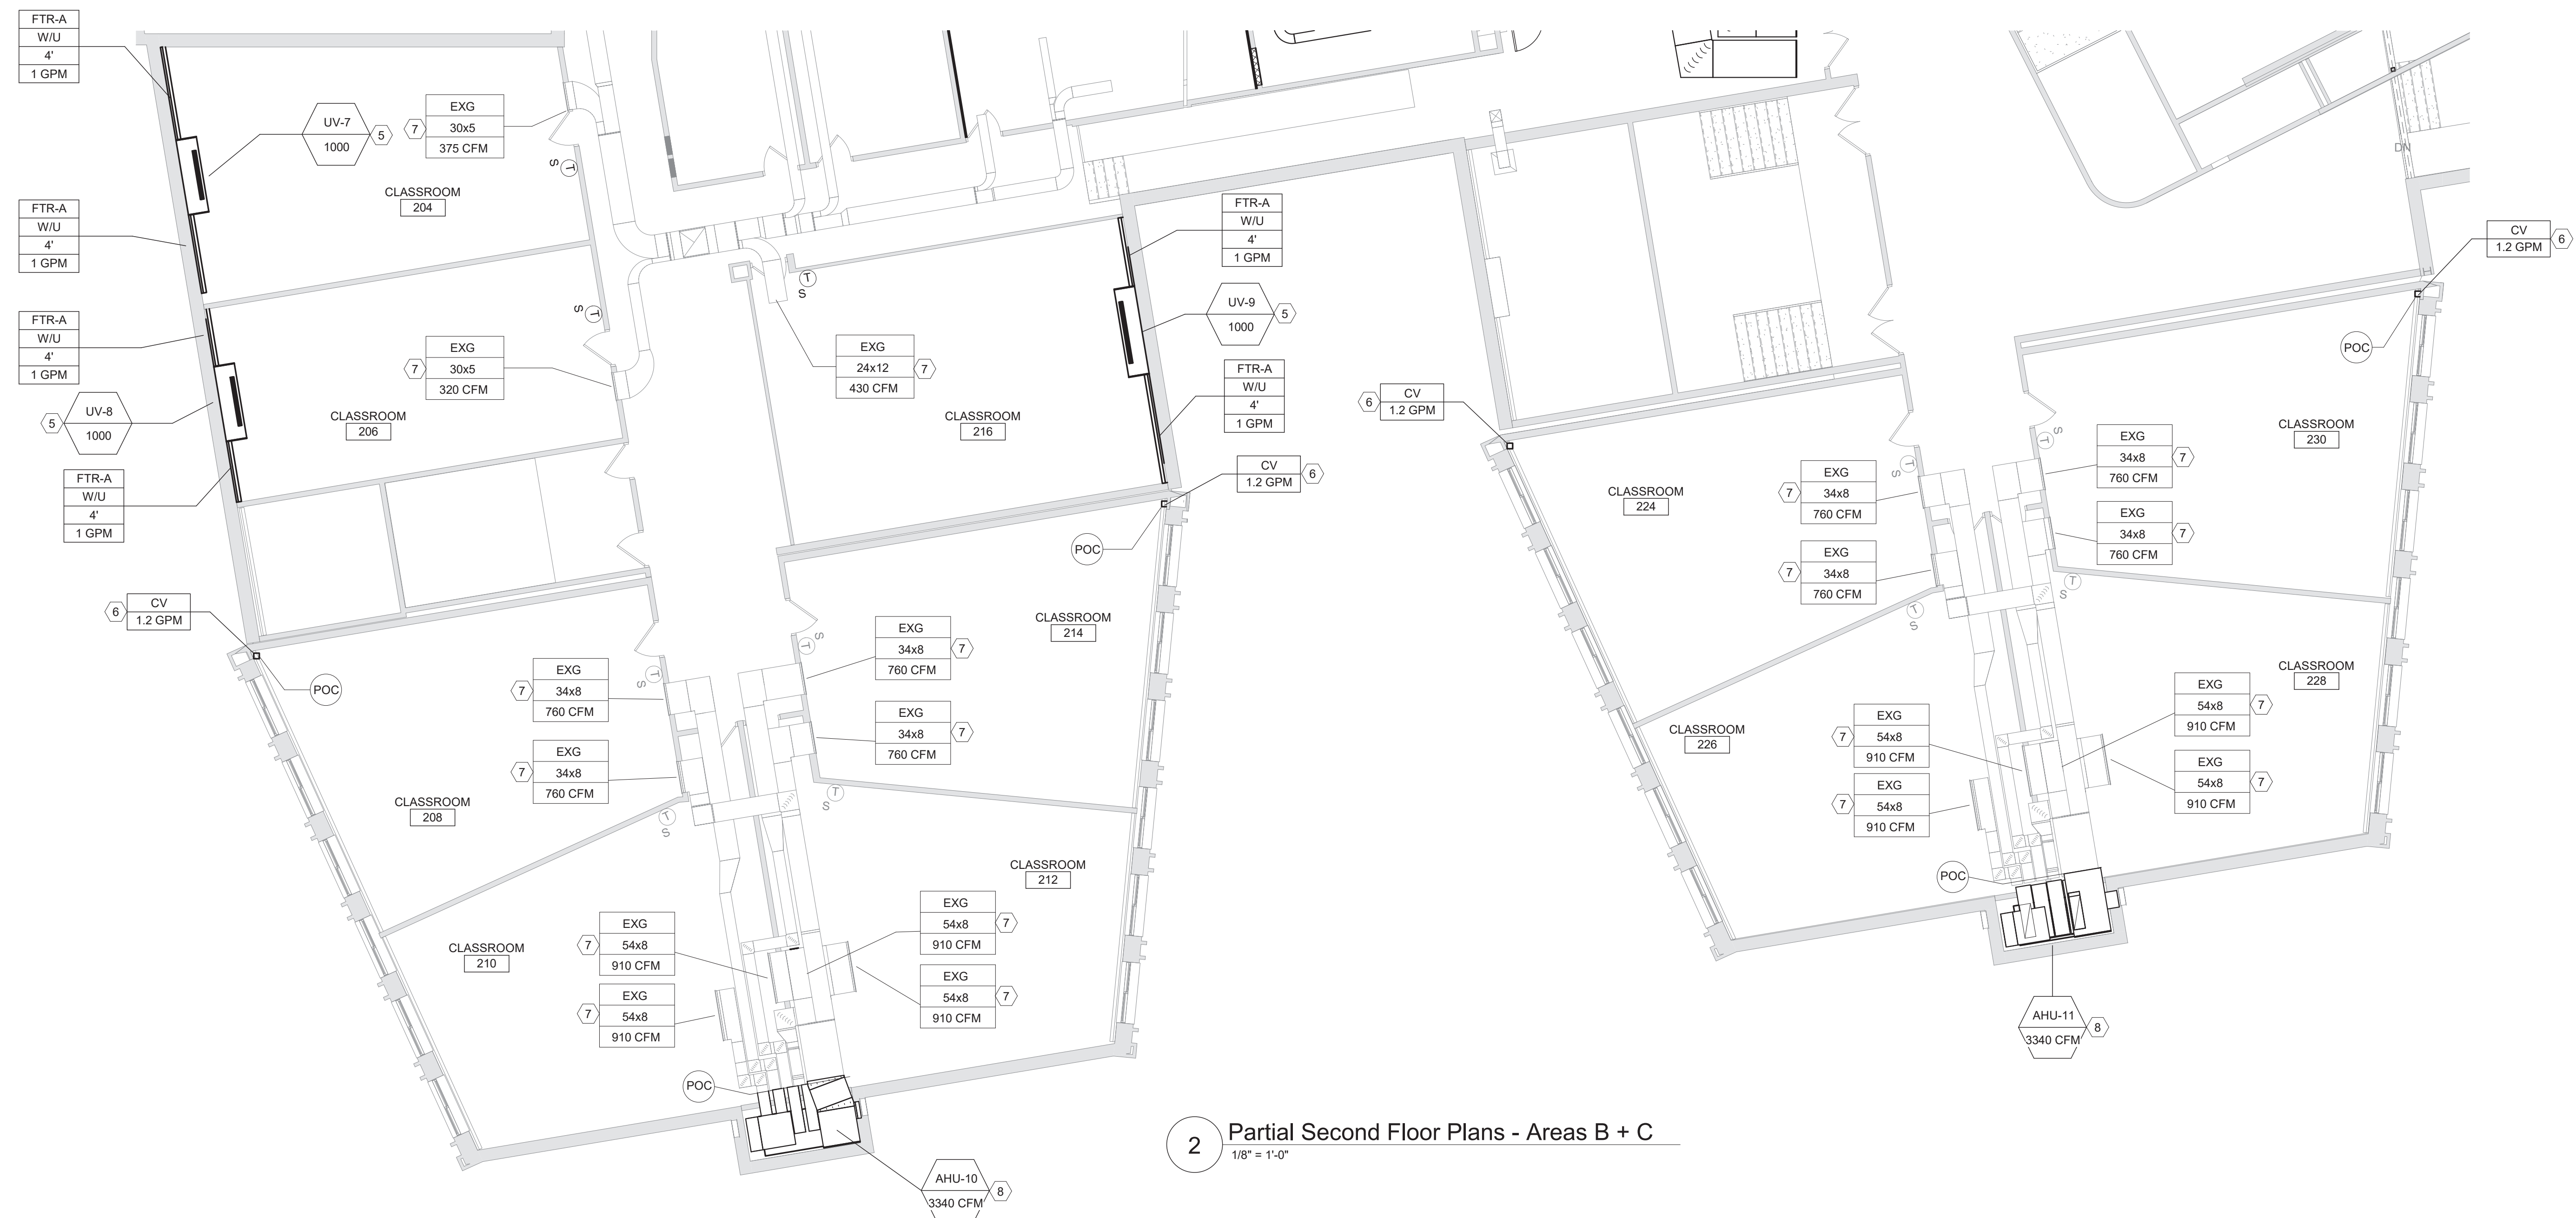 FTR-A
W/U
4'
1 GPM
UV-7
1000
5
7
EXG
30x5
375 CFM
S
T
CLASSROOM
204
FTR-A
W/U
4'
1 GPM
FTR-A
W/U
4'
1 GPM
S
T
7
EXG
30x5
320 CFM
5
UV-8
1000
CLASSROOM
206
FTR-A
W/U
4'
1 GPM
T
S
EXG
24x12
430 CFM
7
CLASSROOM
216
FTR-A
W/U
4'
1 GPM
UV-9
1000
5
FTR-A
W/U
4'
1 GPM
CV
1.2 GPM
6
POC
6
CV
1.2 GPM
POC
CLASSROOM
214
T
S
7
EXG
34x8
760 CFM
7
EXG
34x8
760 CFM
S
T
EXG
34x8
760 CFM
7
EXG
34x8
760 CFM
7
CLASSROOM
208
T
S
T
S
CLASSROOM
212
CLASSROOM
210
7
EXG
54x8
910 CFM
7
EXG
54x8
910 CFM
EXG
54x8
910 CFM
7
EXG
54x8
910 CFM
7
POC
AHU-10
3340 CFM
8
DN
CV
1.2 GPM
6
POC
6
CV
1.2 GPM
CLASSROOM
230
CLASSROOM
224
T
S
S
T
7
EXG
34x8
760 CFM
7
EXG
34x8
760 CFM
EXG
34x8
760 CFM
7
EXG
34x8
760 CFM
7
T
S
T
S
CLASSROOM
228
CLASSROOM
226
7
EXG
54x8
910 CFM
7
EXG
54x8
910 CFM
EXG
54x8
910 CFM
7
EXG
54x8
910 CFM
7
POC
AHU-11
3340 CFM
8
2
Partial Second Floor Plans - Areas B + C
1/8" = 1'-0"